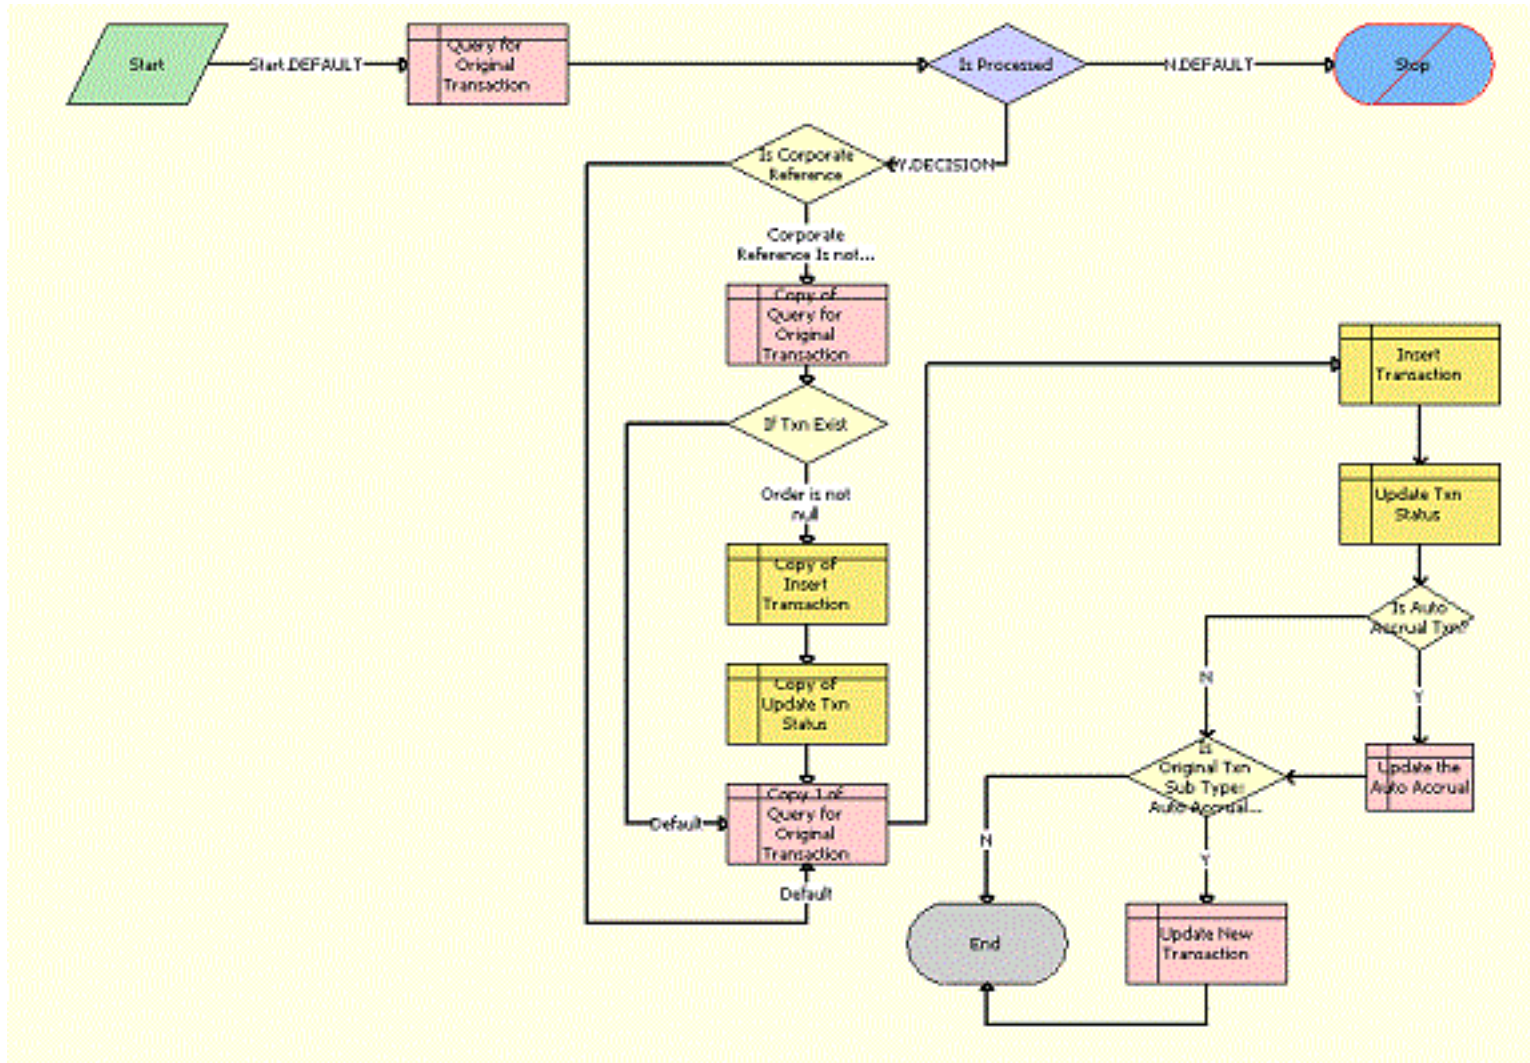 Start
Start.DEFAULT
Query for
Original
Transaction
Is Processed
N.DEFAULT
Stop
Y.DECISION
Is Corporate
Reference
Corporate
Reference Is not...
Copy of
Query for
Original
Transaction
If Txn Exist
Order is not
null
Copy of
Insert
Transaction
Copy of
Update Txn
Status
Default
Copy 1 of
Query for
Original
Transaction
Default
Insert
Transaction
Update Txn
Status
Is Auto
Accrual Txn?
N
Y
Update the
Auto Accrual
Is
Original Txn
Sub Type:
Auto Accrual...
N
Y
End
Update New
Transaction